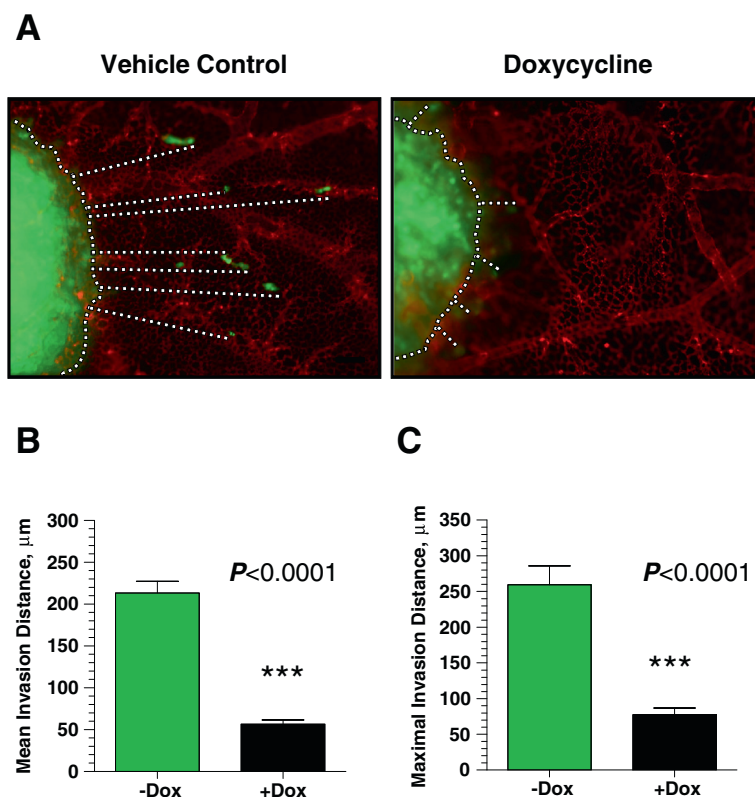 A
Vehicle Control
Doxycycline
B
Mean Invasion Distance, μm
300
250
200
150
100
50
0
P<0.0001
***
-Dox
+Dox
C
Maximal Invasion Distance, μm
350
300
250
200
150
100
50
0
P<0.0001
***
-Dox
+Dox